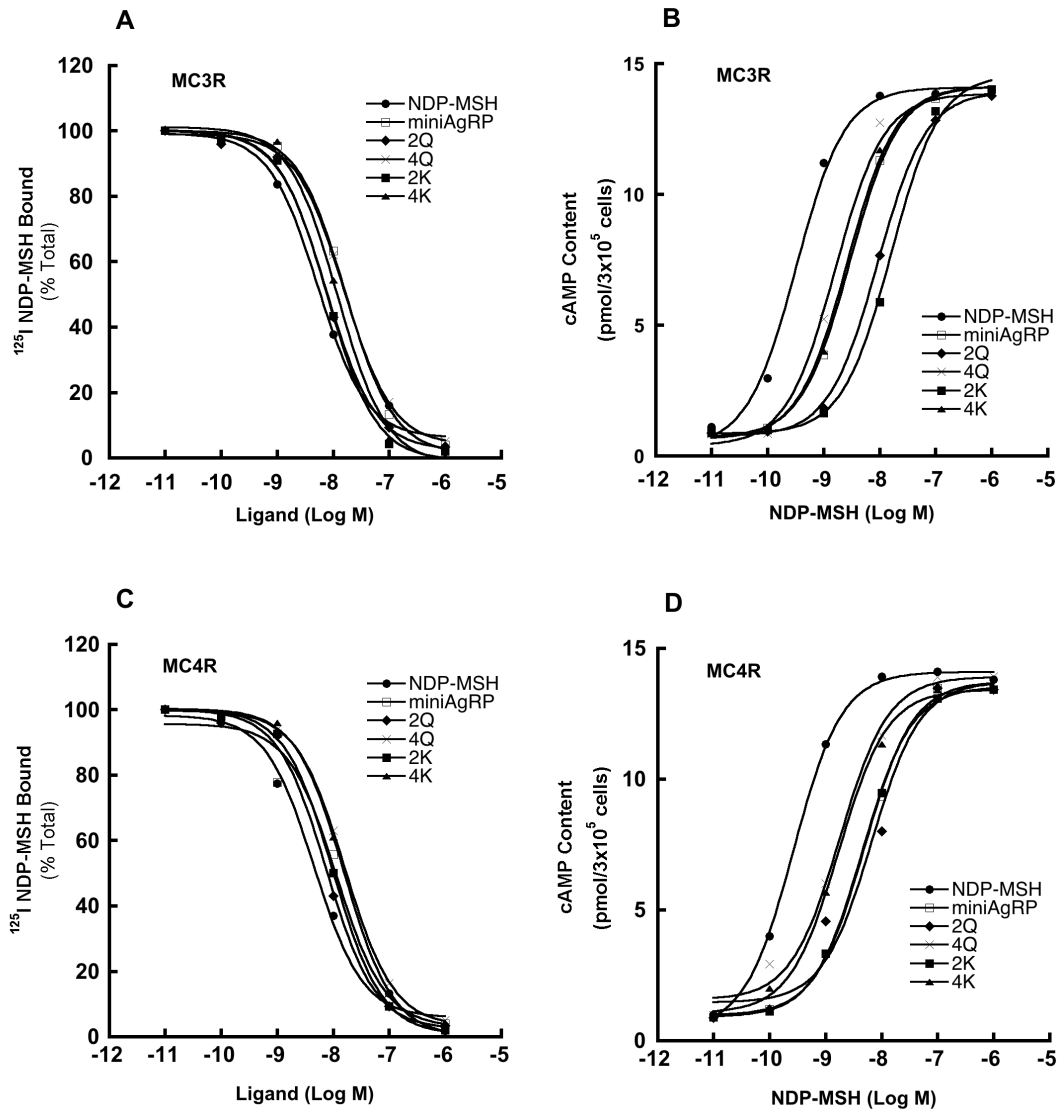 A
MC3R
120
100
80
60
40
20
0
-12 -11 -10 -9 -8 -7 -6 -5
Ligand (Log M)
¹²⁵I NDP-MSH Bound
(% Total)
NDP-MSH
miniAgRP
2Q
4Q
2K
4K
B
MC3R
15
10
5
0
-12 -11 -10 -9 -8 -7 -6 -5
NDP-MSH (Log M)
cAMP Content
(pmol/3x10⁵ cells)
NDP-MSH
miniAgRP
2Q
4Q
2K
4K
C
MC4R
120
100
80
60
40
20
0
-12 -11 -10 -9 -8 -7 -6 -5
Ligand (Log M)
¹²⁵I NDP-MSH Bound
(% Total)
NDP-MSH
miniAgRP
2Q
4Q
2K
4K
D
MC4R
15
10
5
0
-12 -11 -10 -9 -8 -7 -6 -5
NDP-MSH (Log M)
cAMP Content
(pmol/3x10⁵ cells)
NDP-MSH
miniAgRP
2Q
4Q
2K
4K